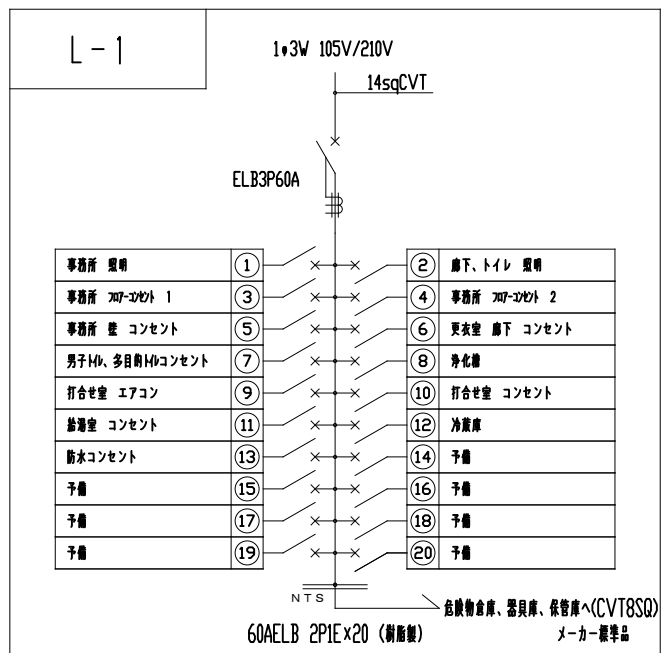 L-1
1φ3W 105V/210V
14sqCVT
ELB3P60A
事務所 照明 1
2 廊下、トイレ 照明
事務所 フロアーコンセント 1 3
4 事務所 フロアーコンセント 2
事務所 壁 コンセント 5
6 更衣室 廊下 コンセント
男子トイレ、多目的トイレコンセント 7
8 浄化槽
打合せ室 エアコン 9
10 打合せ室 コンセント
給湯室 コンセント 11
12 冷蔵庫
防水コンセント 13
14 予備
予備 15
16 予備
予備 17
18 予備
予備 19
20 予備
NTS
危険物倉庫、器具庫、保管庫へ(CVT8SQ)
60AELB 2P1E×20 (樹脂製)
メーカー標準品